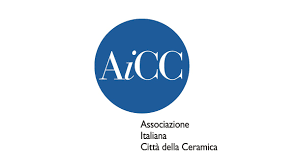 AiCC
Associazione
Italiana
Città della Ceramica